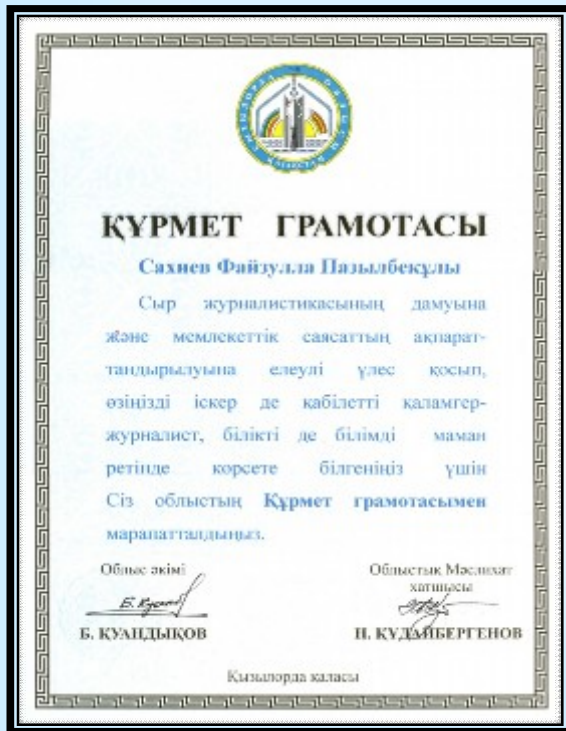 ҚҰРМЕТ ГРАМОТАСЫ
Сахиев Файзулла Пазылбекұлы
Сыр журналистикасының дамуына
және мемлекеттік саясаттың ақпарат-
тандырылуына елеулі үлес қосып,
өзіңізді іскер де қабілетті қаламгер-
журналист, білікті де білімді маман
ретінде көрсете білгеніңіз үшін
Сіз облыстың Құрмет грамотасымен
марапатталдыңыз.
Облыс әкімі
Б. ҚУАНДЫҚОВ
Облыстық Мәслихат
хатшысы
Н. ҚҰДАЙБЕРГЕНОВ
Қызылорда қаласы